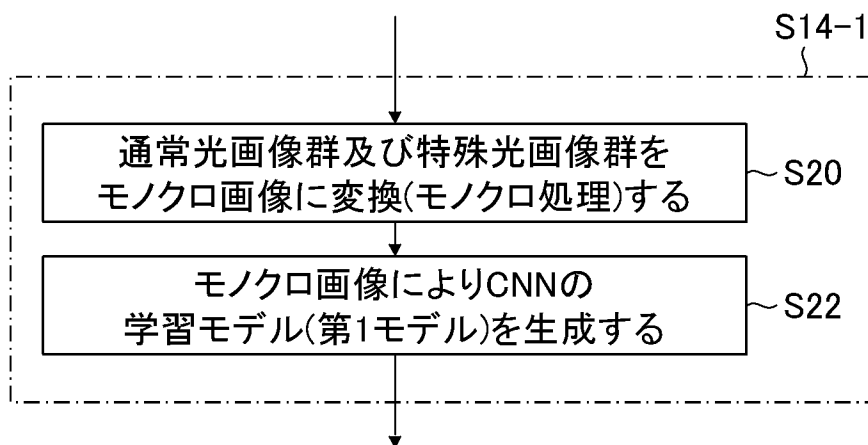 S14-1
通常光画像群及び特殊光画像群を
モノクロ画像に変換(モノクロ処理)する
S20
モノクロ画像によりCNNの
学習モデル(第1モデル)を生成する
S22